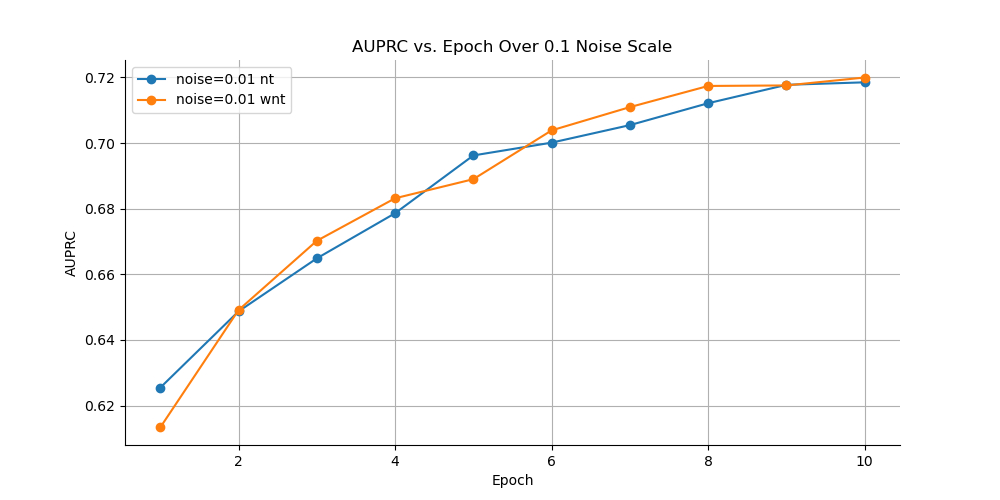 AUPRC vs. Epoch Over 0.1 Noise Scale
noise=0.01 nt
noise=0.01 wnt
AUPRC
0.72
0.70
0.68
0.66
0.64
0.62
2 4 6 8 10
Epoch